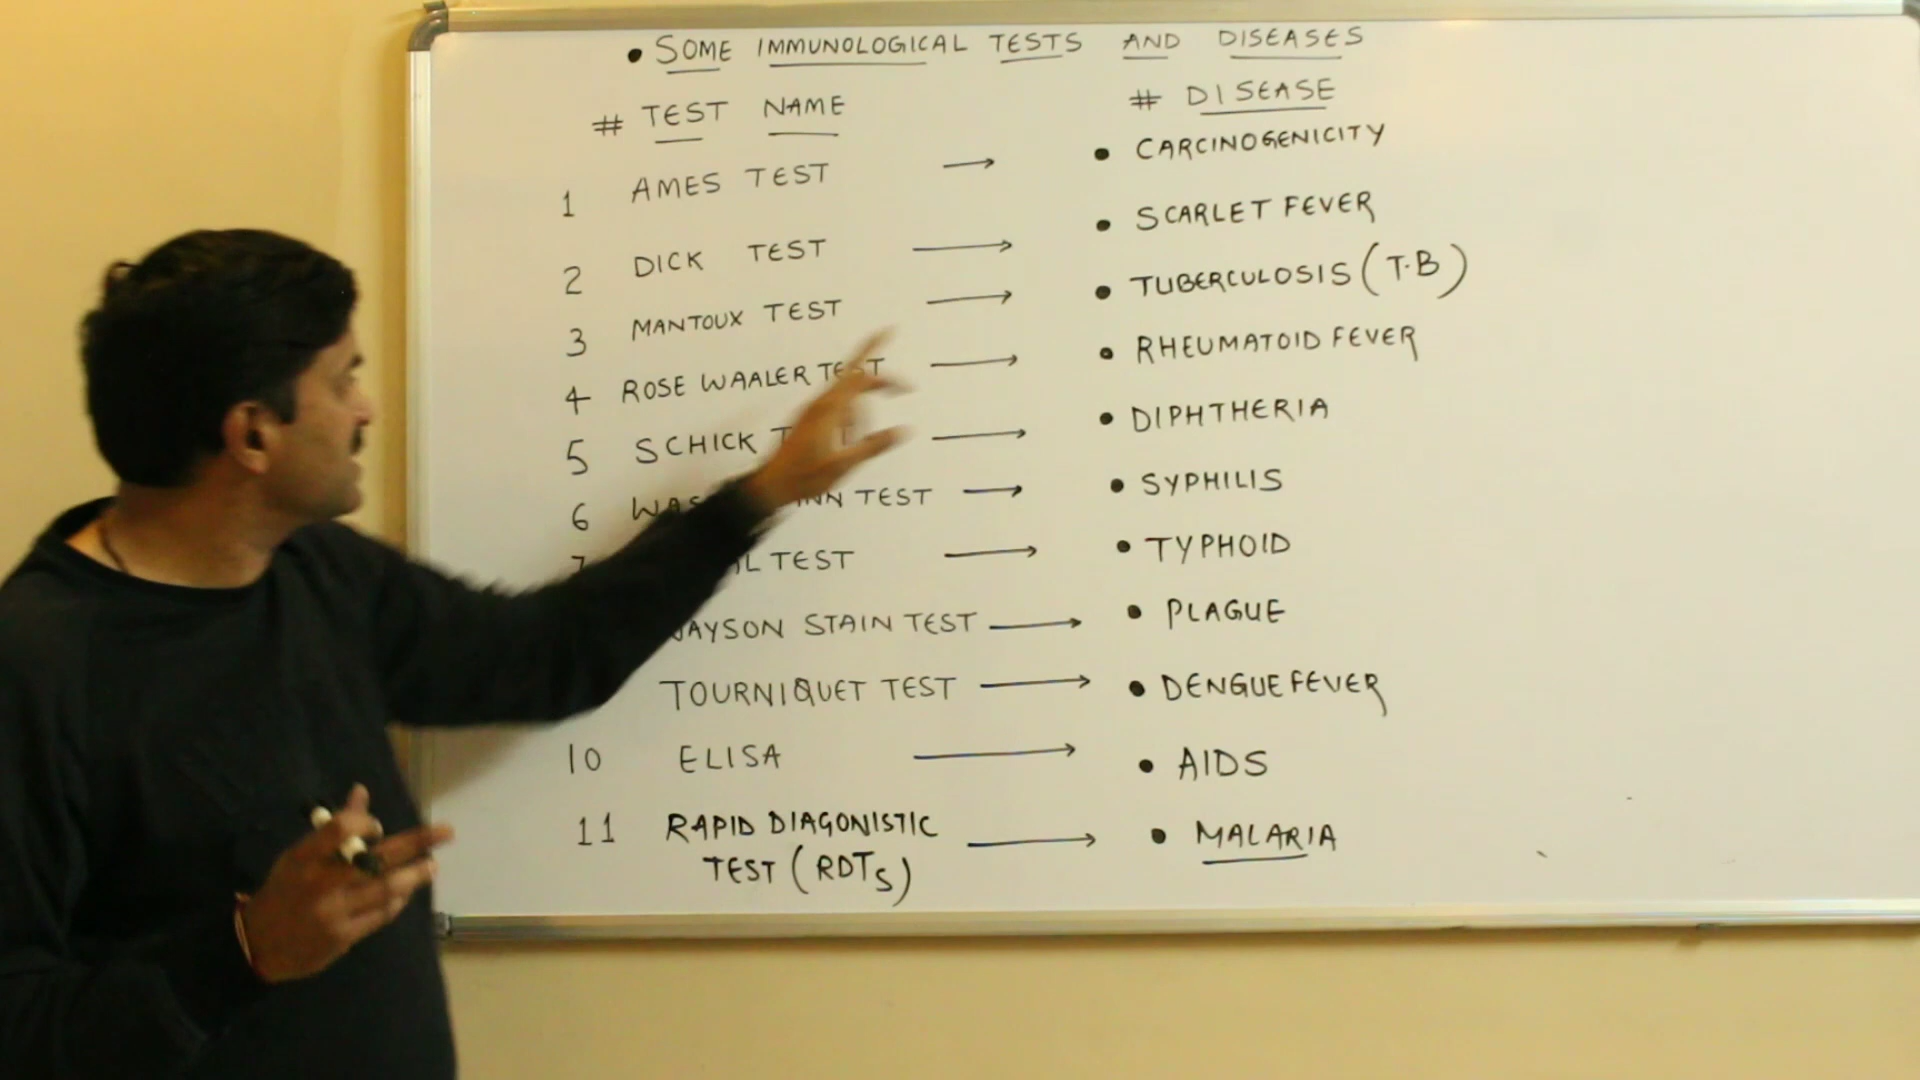 • SOME IMMUNOLOGICAL TESTS AND DISEASES
# TEST NAME # DISEASE
1 AMES TEST → • CARCINOGENICITY
2 DICK TEST → • SCARLET FEVER
3 MANTOUX TEST → • TUBERCULOSIS (T.B)
4 ROSE WAALER TEST → • RHEUMATOID FEVER
5 SCHICK → • DIPHTHERIA
6 TEST → • SYPHILIS
7 TEST → • TYPHOID
STAIN TEST → • PLAGUE
TOURNIQUET TEST → • DENGUE FEVER
10 ELISA → • AIDS
11 RAPID DIAGONISTIC → • MALARIA
TEST (RDTS)